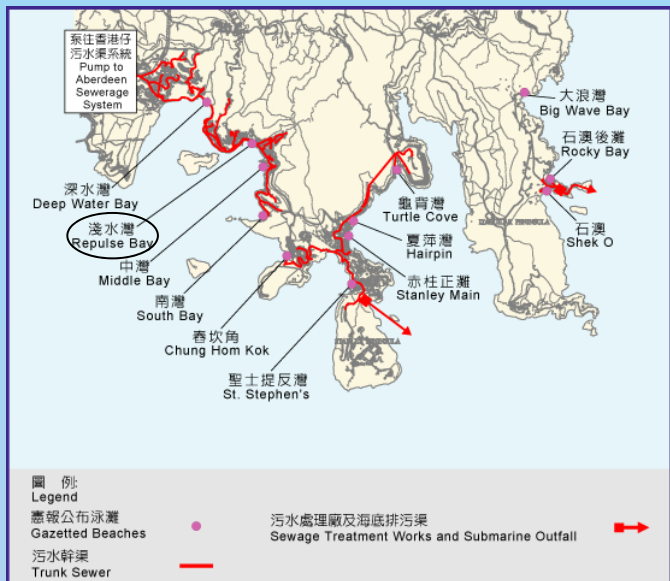 泵往香港仔
污水渠系統
Pump to
Aberdeen
Sewerage
System
大浪灣
Big Wave Bay
石澳後灘
Rocky Bay
深水灣
Deep Water Bay
龜背灣
Turtle Cove
淺水灣
Repulse Bay
夏萍灣
Hairpin
石澳
Shek O
中灣
Middle Bay
赤柱正灘
Stanley Main
南灣
South Bay
舂坎角
Chung Hom Kok
聖士提反灣
St. Stephen's
圖 例:
Legend
憲報公布泳灘
Gazetted Beaches
污水處理廠及海底排污渠
Sewage Treatment Works and Submarine Outfall
污水幹渠
Trunk Sewer